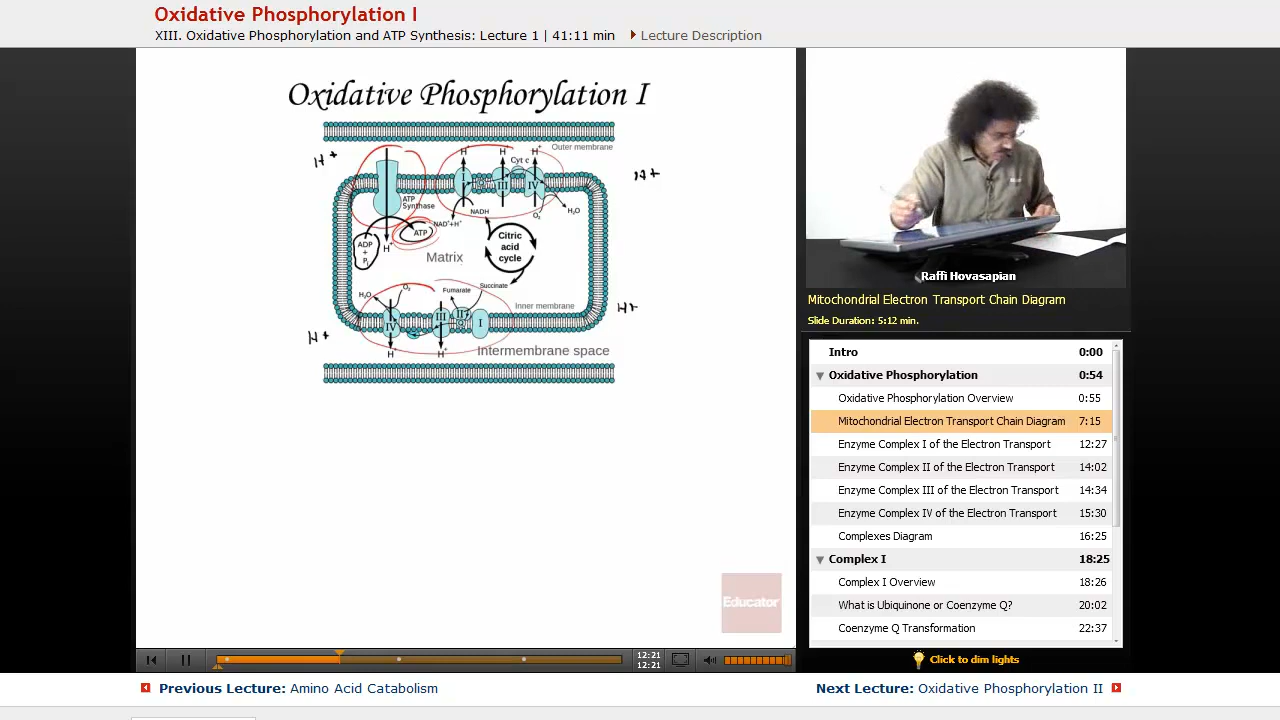 Oxidative Phosphorylation I
XIII. Oxidative Phosphorylation and ATP Synthesis: Lecture 1 | 41:11 min
Lecture Description
Oxidative Phosphorylation I
Outer membrane
H+
H+
H+
H+
Cyt c
H+
I
III
IV
ATP
Synthase
NADH
NAD++H+
O2
H2O
ATP
ADP
+
Pi
H+
Citric
acid
cycle
Matrix
Succinate
Fumarate
O2
H2O
Inner membrane
H+
IV
III
II
I
H+
H+
H+
Intermembrane space
Educator
Raffi Hovasapian
Mitochondrial Electron Transport Chain Diagram
Slide Duration: 5:12 min.
Intro 0:00
Oxidative Phosphorylation 0:54
Oxidative Phosphorylation Overview 0:55
Mitochondrial Electron Transport Chain Diagram 7:15
Enzyme Complex I of the Electron Transport 12:27
Enzyme Complex II of the Electron Transport 14:02
Enzyme Complex III of the Electron Transport 14:34
Enzyme Complex IV of the Electron Transport 15:30
Complexes Diagram 16:25
Complex I 18:25
Complex I Overview 18:26
What is Ubiquinone or Coenzyme Q? 20:02
Coenzyme Q Transformation 22:37
12:21
12:21
Click to dim lights
Previous Lecture: Amino Acid Catabolism
Next Lecture: Oxidative Phosphorylation II